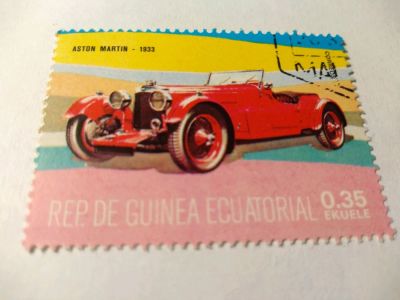 ASTON MARTIN - 1933
REP. DE GUINEA ECUATORIAL
0.35
EKUELE